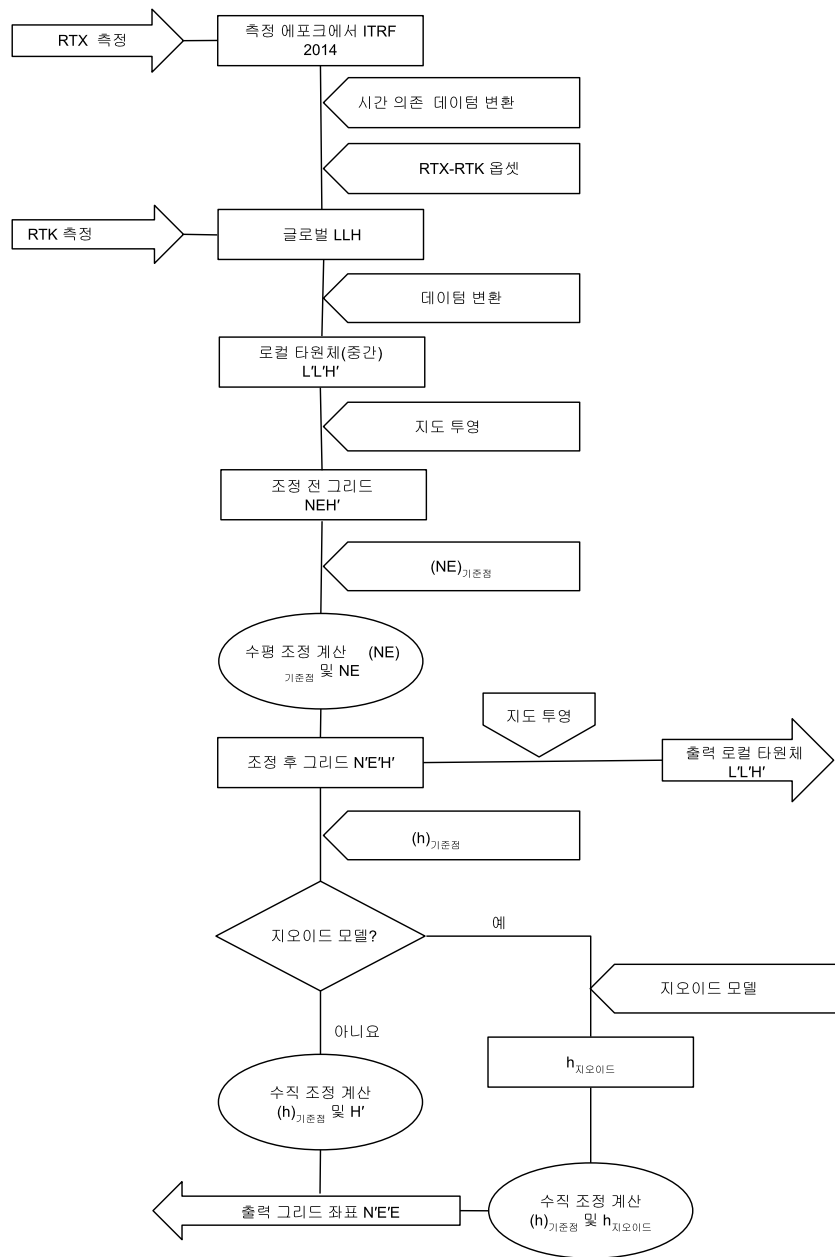 RTX 측정
측정 에포크에서 ITRF
2014
시간 의존 데이텀 변환
RTX-RTK 옵셋
RTK 측정
글로벌 LLH
데이텀 변환
로컬 타원체(중간)
L'L'H'
지도 투영
조정 전 그리드
NEH'
(NE)기준점
수평 조정 계산 (NE)
기준점 및 NE
지도 투영
조정 후 그리드 N'E'H'
출력 로컬 타원체
L'L'H'
(h)기준점
지오이드 모델?
예
지오이드 모델
아니요
h지오이드
수직 조정 계산
(h)기준점 및 H'
출력 그리드 좌표 N'E'E
수직 조정 계산
(h)기준점 및 h지오이드